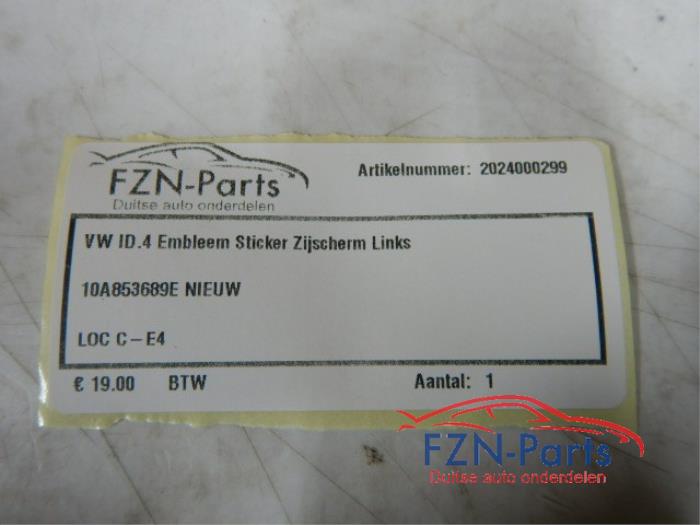 FZN-Parts
Duitse auto onderdelen
Artikelnummer: 2024000299
VW ID.4 Embleem Sticker Zijscherm Links
10A853689E NIEUW
LOC C-E4
€ 19.00 BTW Aantal: 1
FZN-Parts
Duitse auto onderdelen